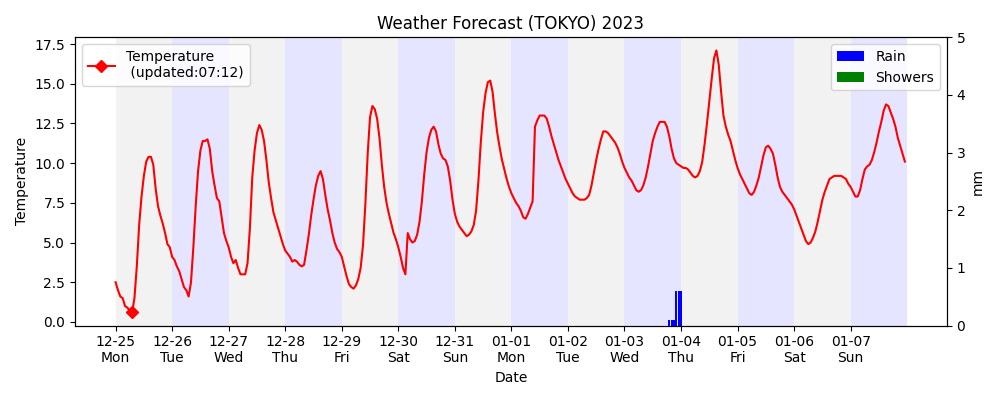 Weather Forecast (TOKYO) 2023
Temperature
(updated:07:12)
Rain
Showers
Temperature
17.5
15.0
12.5
10.0
7.5
5.0
2.5
0.0
5
4
3
2
1
0
mm
12-25 12-26 12-27 12-28 12-29 12-30 12-31 01-01 01-02 01-03 01-04 01-05 01-06 01-07
Mon Tue Wed Thu Fri Sat Sun Mon Tue Wed Thu Fri Sat Sun
Date